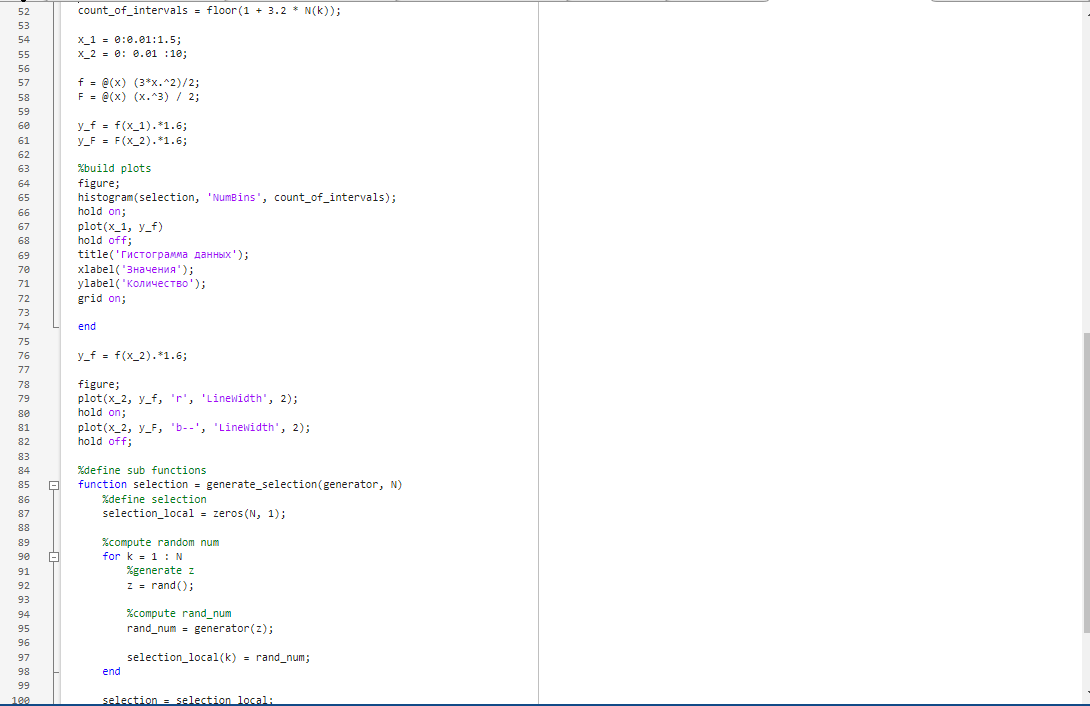 52 count_of_intervals = floor(1 + 3.2 * N(k));
53
54 x_1 = 0:0.01:1.5;
55 x_2 = 0: 0.01 :10;
56
57 f = @(x) (3*x.^2)/2;
58 F = @(x) (x.^3) / 2;
59
60 y_f = f(x_1).*1.6;
61 y_F = F(x_2).*1.6;
62
63 %build plots
64 figure;
65 histogram(selection, 'NumBins', count_of_intervals);
66 hold on;
67 plot(x_1, y_f)
68 hold off;
69 title('Гистограмма данных');
70 xlabel('Значения');
71 ylabel('Количество');
72 grid on;
73
74 end
75
76 y_f = f(x_2).*1.6;
77
78 figure;
79 plot(x_2, y_f, 'r', 'LineWidth', 2);
80 hold on;
81 plot(x_2, y_F, 'b--', 'LineWidth', 2);
82 hold off;
83
84 %define sub functions
85 function selection = generate_selection(generator, N)
86 %define selection
87 selection_local = zeros(N, 1);
88
89 %compute random num
90 for k = 1 : N
91 %generate z
92 z = rand();
93
94 %compute rand_num
95 rand_num = generator(z);
96
97 selection_local(k) = rand_num;
98 end
99
100 selection = selection_local;